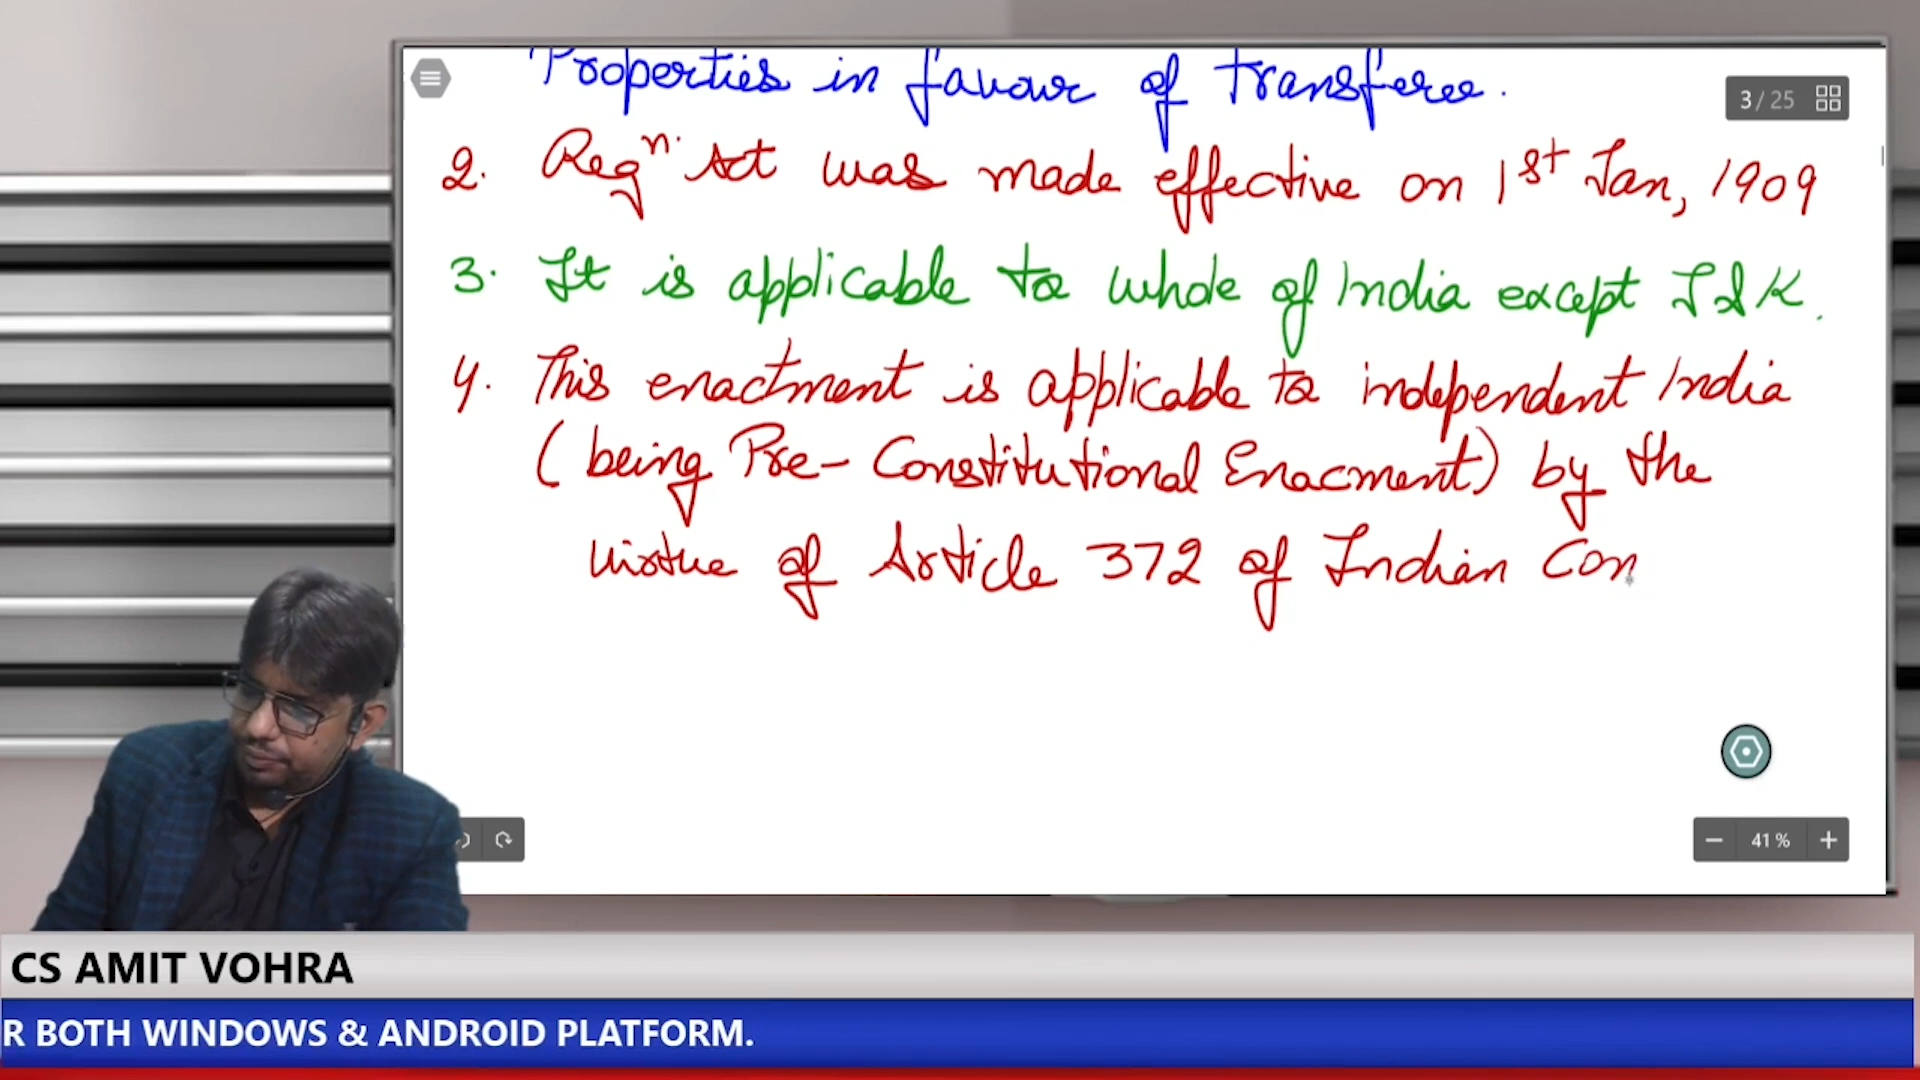 Properties in favour of transferee.
3 / 25
2. Regn. Act was made effective on 1st Jan, 1909
3. It is applicable to whole of India except J & K.
4. This enactment is applicable to independent India
(being Pre-Constitutional Enacment) by the
virtue of Article 372 of Indian Con
41 %
CS AMIT VOHRA
R BOTH WINDOWS & ANDROID PLATFORM.